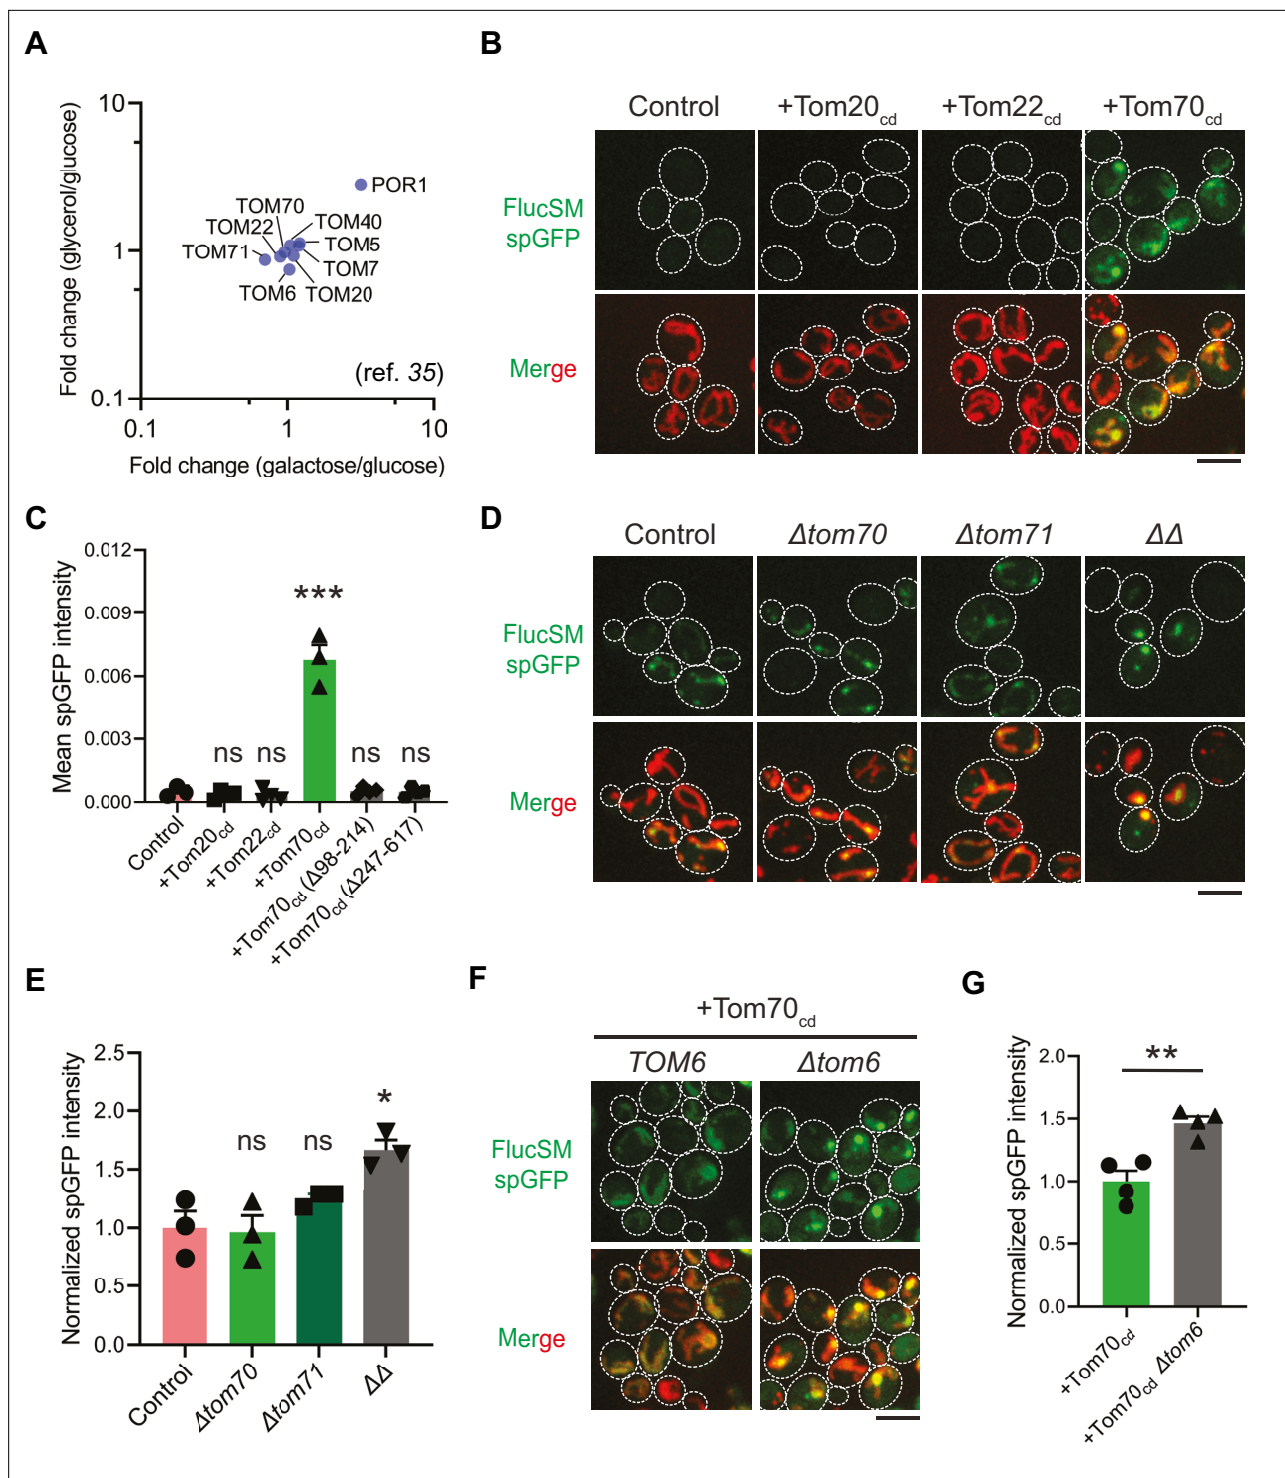 A
Fold change (glycerol/glucose)
10
1
0.1
0.1
1
10
Fold change (galactose/glucose)
POR1
TOM70
TOM40
TOM22
TOM5
TOM71
TOM7
TOM6
TOM20
(ref. 35)
B
Control
+Tom20cd
+Tom22cd
+Tom70cd
FlucSM
spGFP
Merge
C
Mean spGFP intensity
0.012
0.009
0.006
0.003
0.000
ns
ns
***
ns
ns
Control
+Tom20cd
+Tom22cd
+Tom70cd
+Tom70cd (Δ98-214)
+Tom70cd (Δ247-617)
D
Control
Δtom70
Δtom71
ΔΔ
FlucSM
spGFP
Merge
E
Normalized spGFP intensity
2.5
2.0
1.5
1.0
0.5
0.0
ns
ns
*
Control
Δtom70
Δtom71
ΔΔ
F
+Tom70cd
TOM6
Δtom6
FlucSM
spGFP
Merge
G
Normalized spGFP intensity
2.0
1.5
1.0
0.5
0.0
**
+Tom70cd
+Tom70cd Δtom6